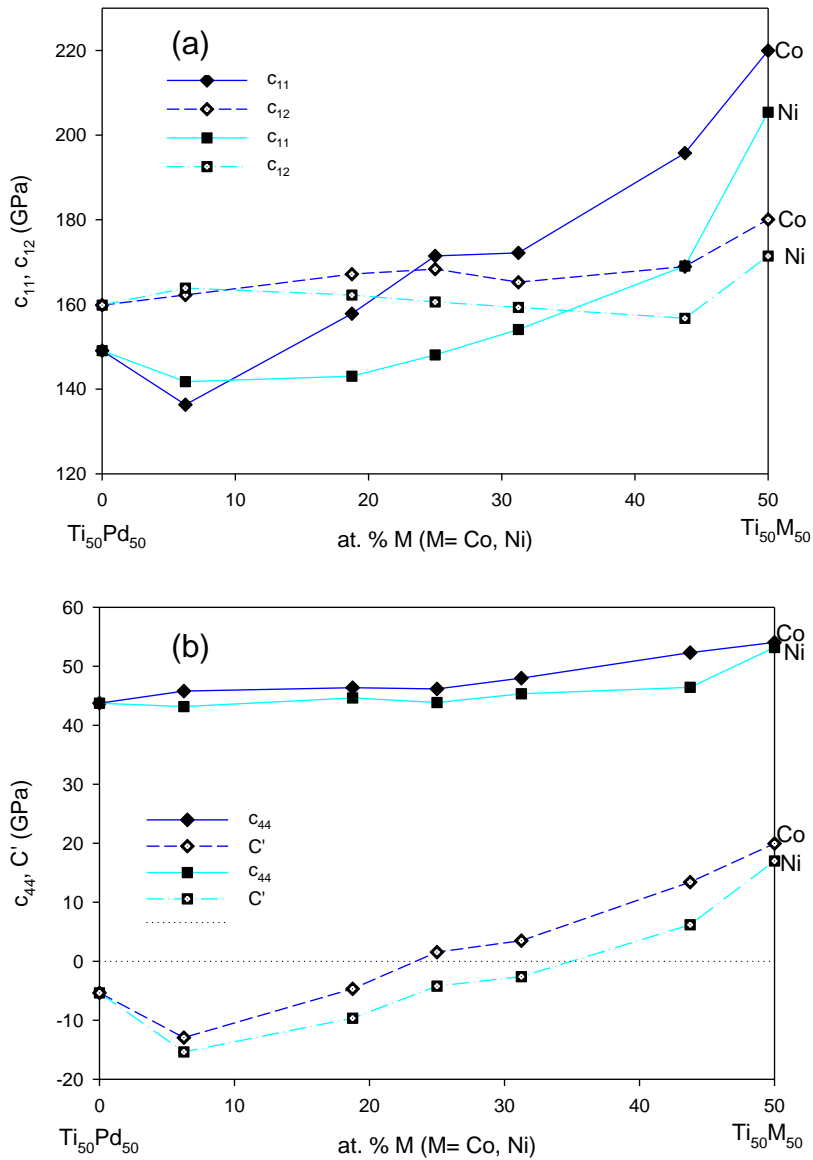 (a)
220
200
180
160
140
120
c₁₁, c₁₂ (GPa)
c₁₁
c₁₂
c₁₁
c₁₂
Co
Ni
Co
Ni
0 10 20 30 40 50
Ti₅₀Pd₅₀ at. % M (M= Co, Ni) Ti₅₀M₅₀
(b)
60
50
40
30
20
10
0
-10
-20
c₄₄, C' (GPa)
Co
Ni
c₄₄
C'
c₄₄
C'
Co
Ni
0 10 20 30 40 50
Ti₅₀Pd₅₀ at. % M (M= Co, Ni) Ti₅₀M₅₀